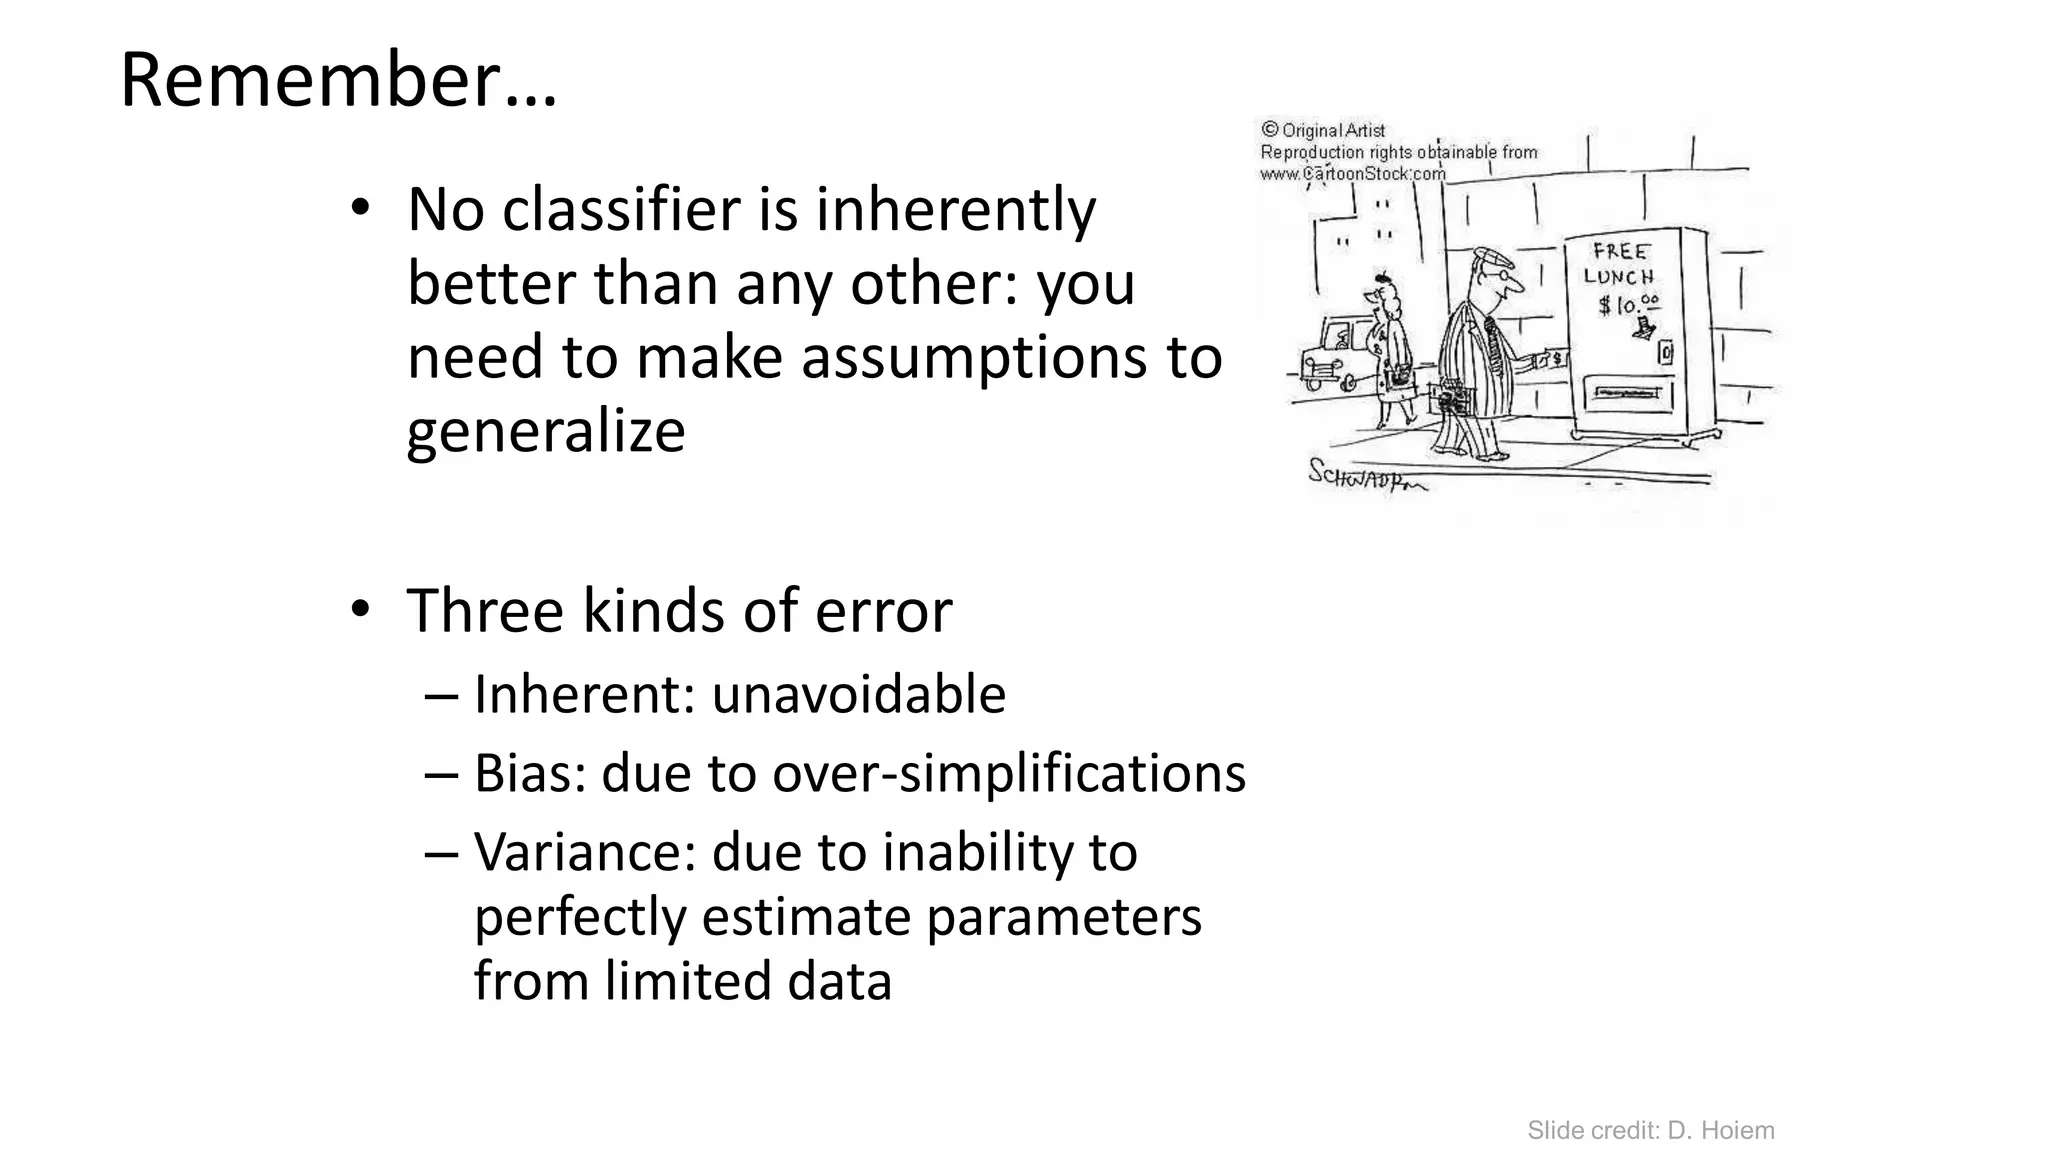 Remember…
© Original Artist
Reproduction rights obtainable from
www.CartoonStock.com
• No classifier is inherently
better than any other: you
need to make assumptions to
generalize
FREE
LUNCH
$10.00
$
SCHWADRON
• Three kinds of error
– Inherent: unavoidable
– Bias: due to over-simplifications
– Variance: due to inability to
perfectly estimate parameters
from limited data
Slide credit: D. Hoiem